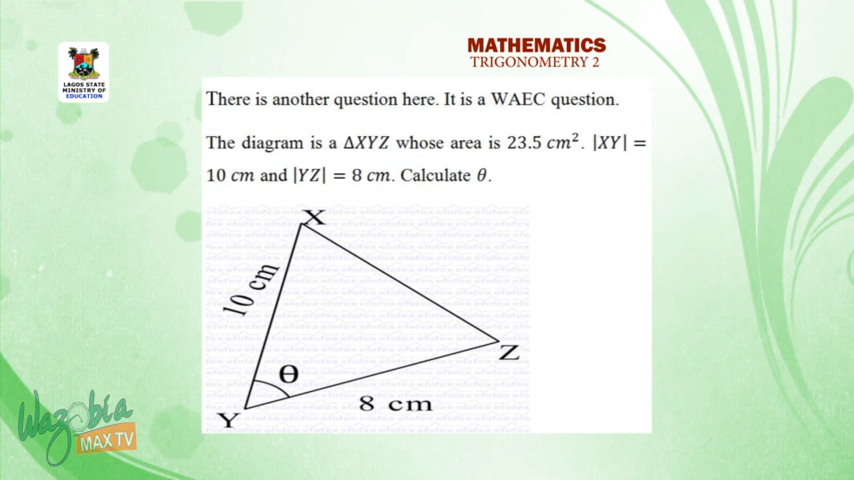 MATHEMATICS
TRIGONOMETRY 2
LAGOS STATE
MINISTRY OF
EDUCATION
There is another question here. It is a WAEC question.
The diagram is a ΔXYZ whose area is 23.5 cm². |XY| =
10 cm and |YZ| = 8 cm. Calculate θ.
X
10 cm
Z
θ
8 cm
Y
Wazobia
MAX TV